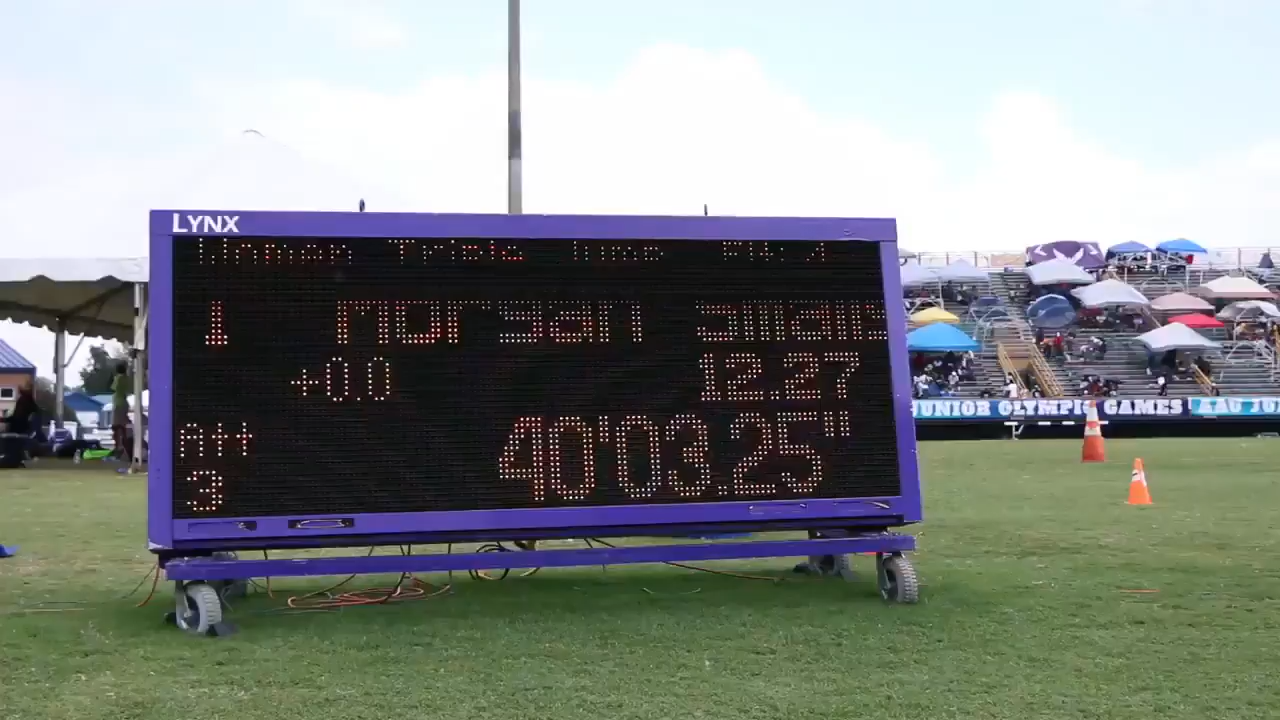 LYNX
Women Triple Jump
1 morgan smalls
+0.0 12.27
Att 40'03.25"
3
JUNIOR OLYMPIC GAMES AAU JU